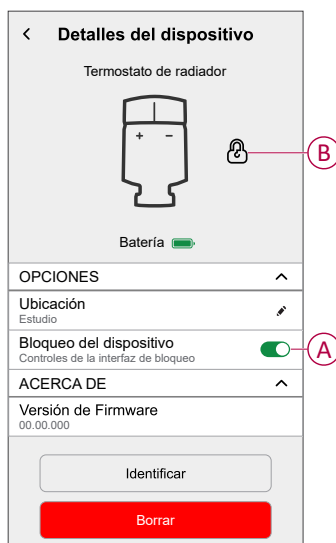 Detalles del dispositivo
Termostato de radiador
+ -
B
Batería
OPCIONES
Ubicación
Estudio
Bloqueo del dispositivo
Controles de la interfaz de bloqueo
A
ACERCA DE
Versión de Firmware
00.00.000
Identificar
Borrar